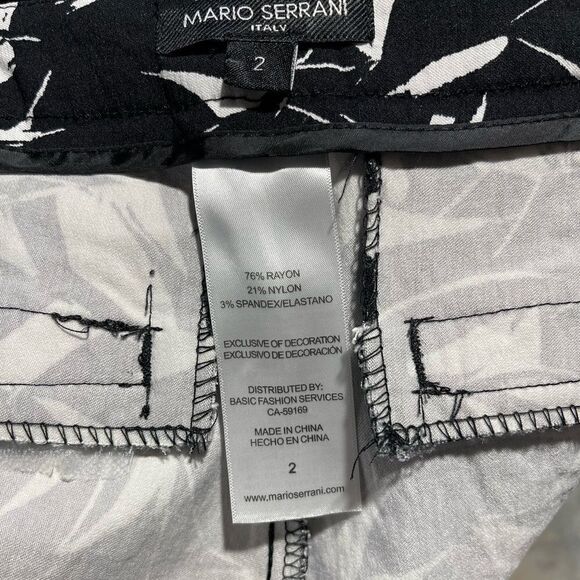 MARIO SERRANI
ITALY
2
76% RAYON
21% NYLON
3% SPANDEX/ELASTANO
EXCLUSIVE OF DECORATION
EXCLUSIVO DE DECORACIÓN
DISTRIBUTED BY:
BASIC FASHION SERVICES
CA-59169
MADE IN CHINA
HECHO EN CHINA
2
www.marioserrani.com